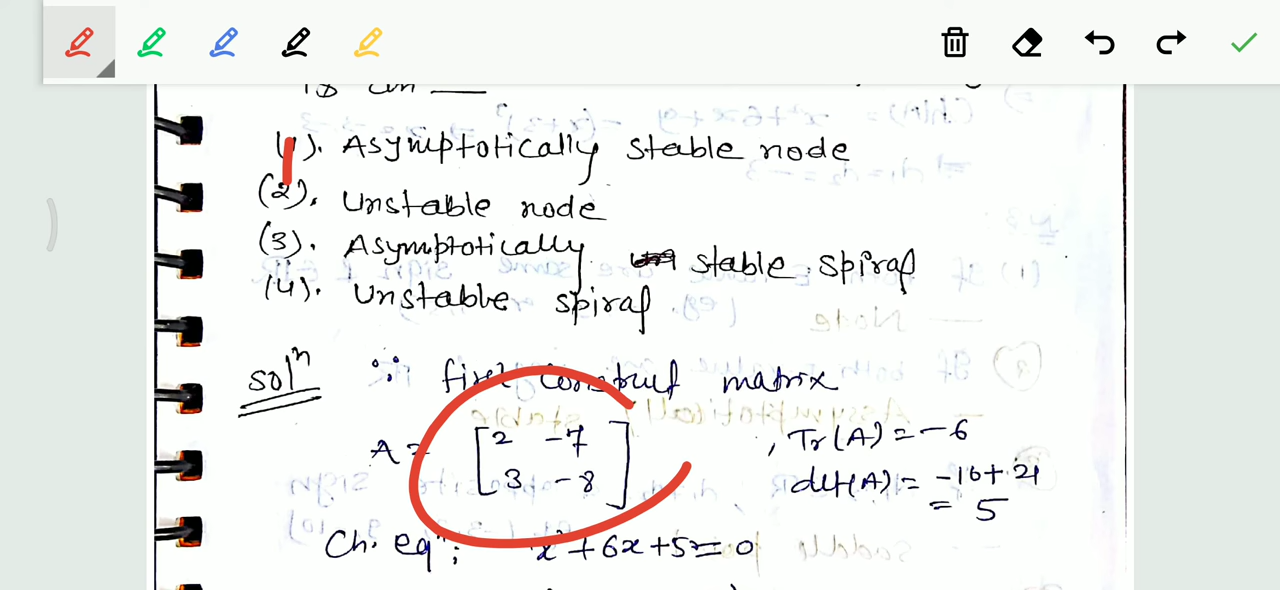 (1). Asymptotically stable node
(2). Unstable node
(3). Asymptotically stable spiral
(4). Unstable spiral
solⁿ ∵ first construct matrix
A = [2 -7
3 -8] , Tr(A) = -6
det(A) = -16+21
= 5
Ch. eqⁿ: x²+6x+5=0